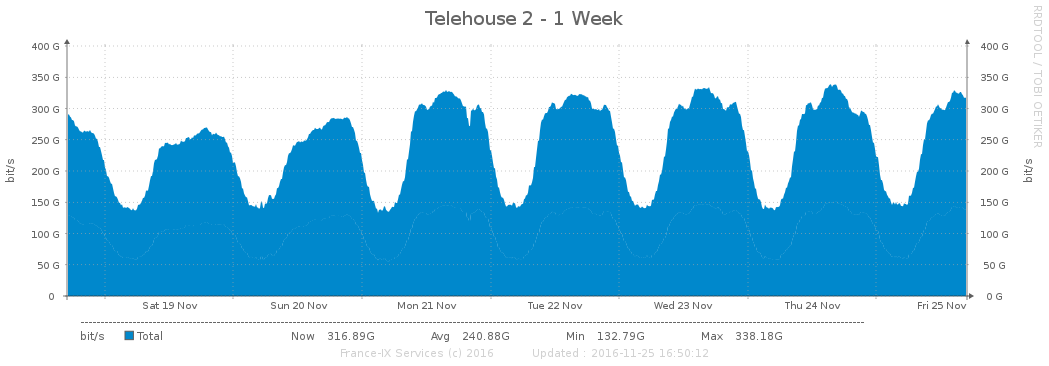 Telehouse 2 - 1 Week
RRDTOOL / TOBI OETIKER
400 G 400 G
350 G 350 G
300 G 300 G
250 G 250 G
200 G 200 G
150 G 150 G
100 G 100 G
50 G 50 G
0 0 G
bit/s bit/s
Sat 19 Nov Sun 20 Nov Mon 21 Nov Tue 22 Nov Wed 23 Nov Thu 24 Nov Fri 25 Nov
bit/s Total Now 316.89G Avg 240.88G Min 132.79G Max 338.18G
France-IX Services (c) 2016 Updated : 2016-11-25 16:50:12